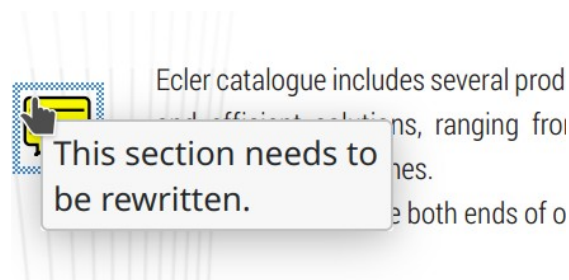 Ecler catalogue includes several prod
ns, ranging fro
This section needs to
nes.
be rewritten.
e both ends of o